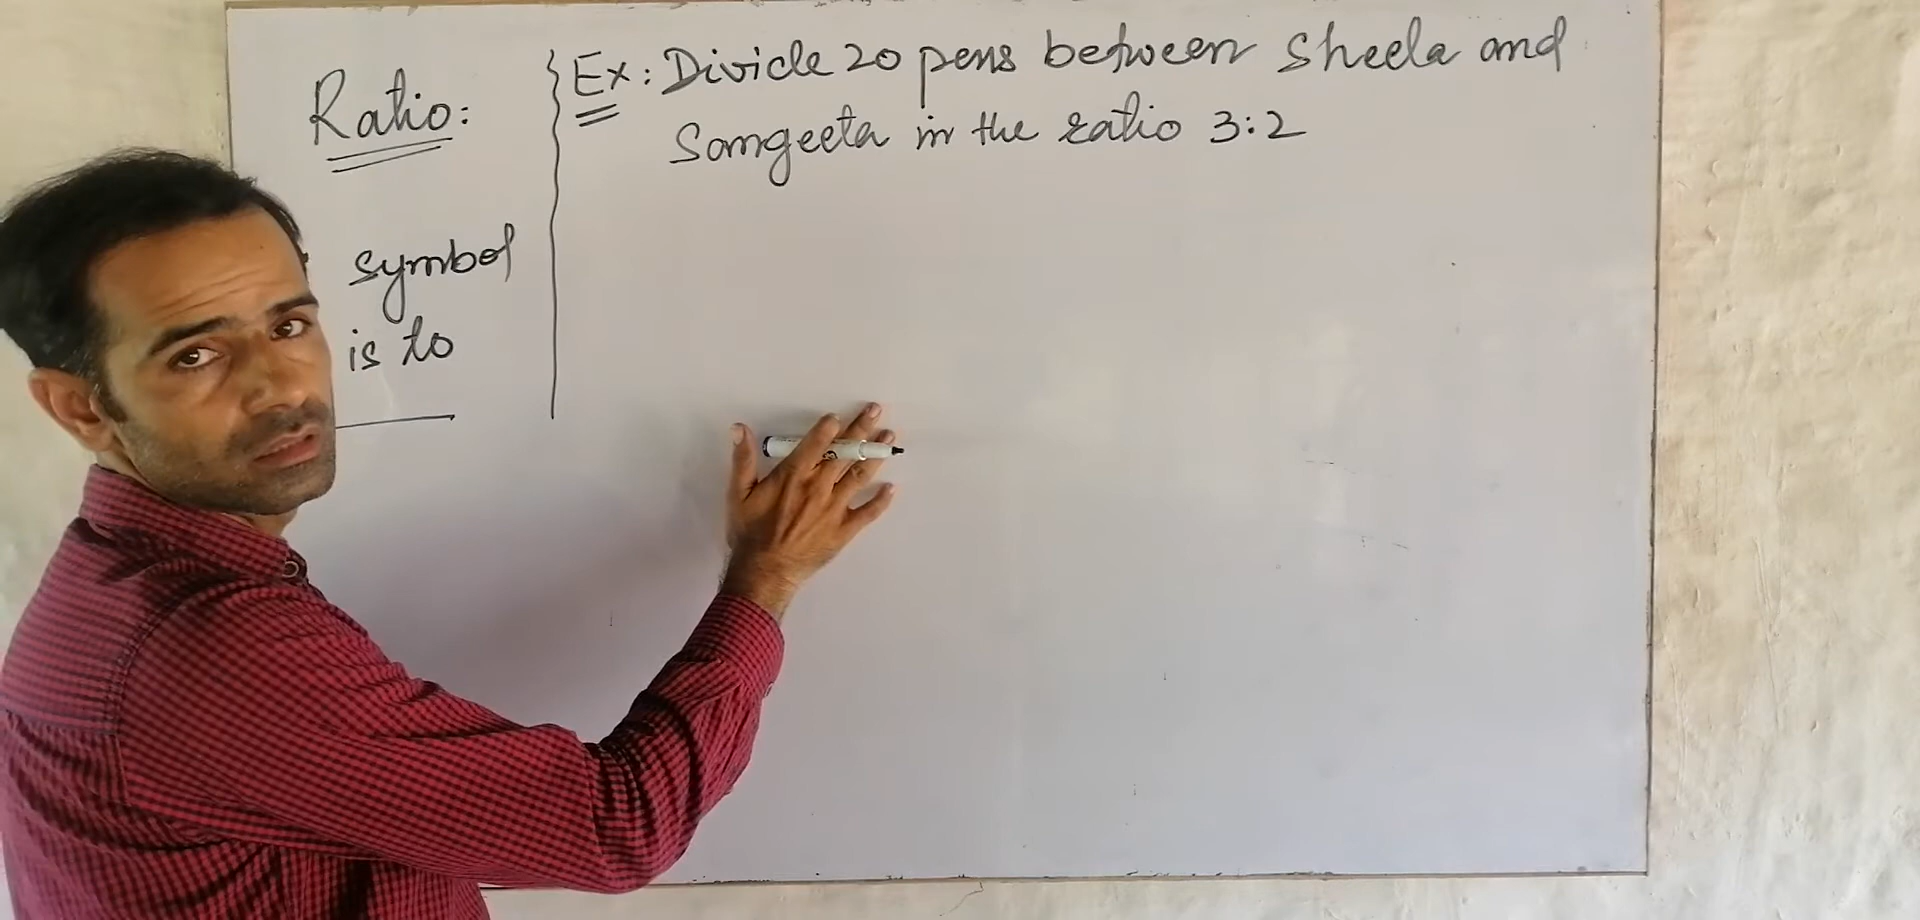 Ratio:
symbol
is to
Ex: Divide 20 pens between Sheela and
Sangeeta in the ratio 3:2